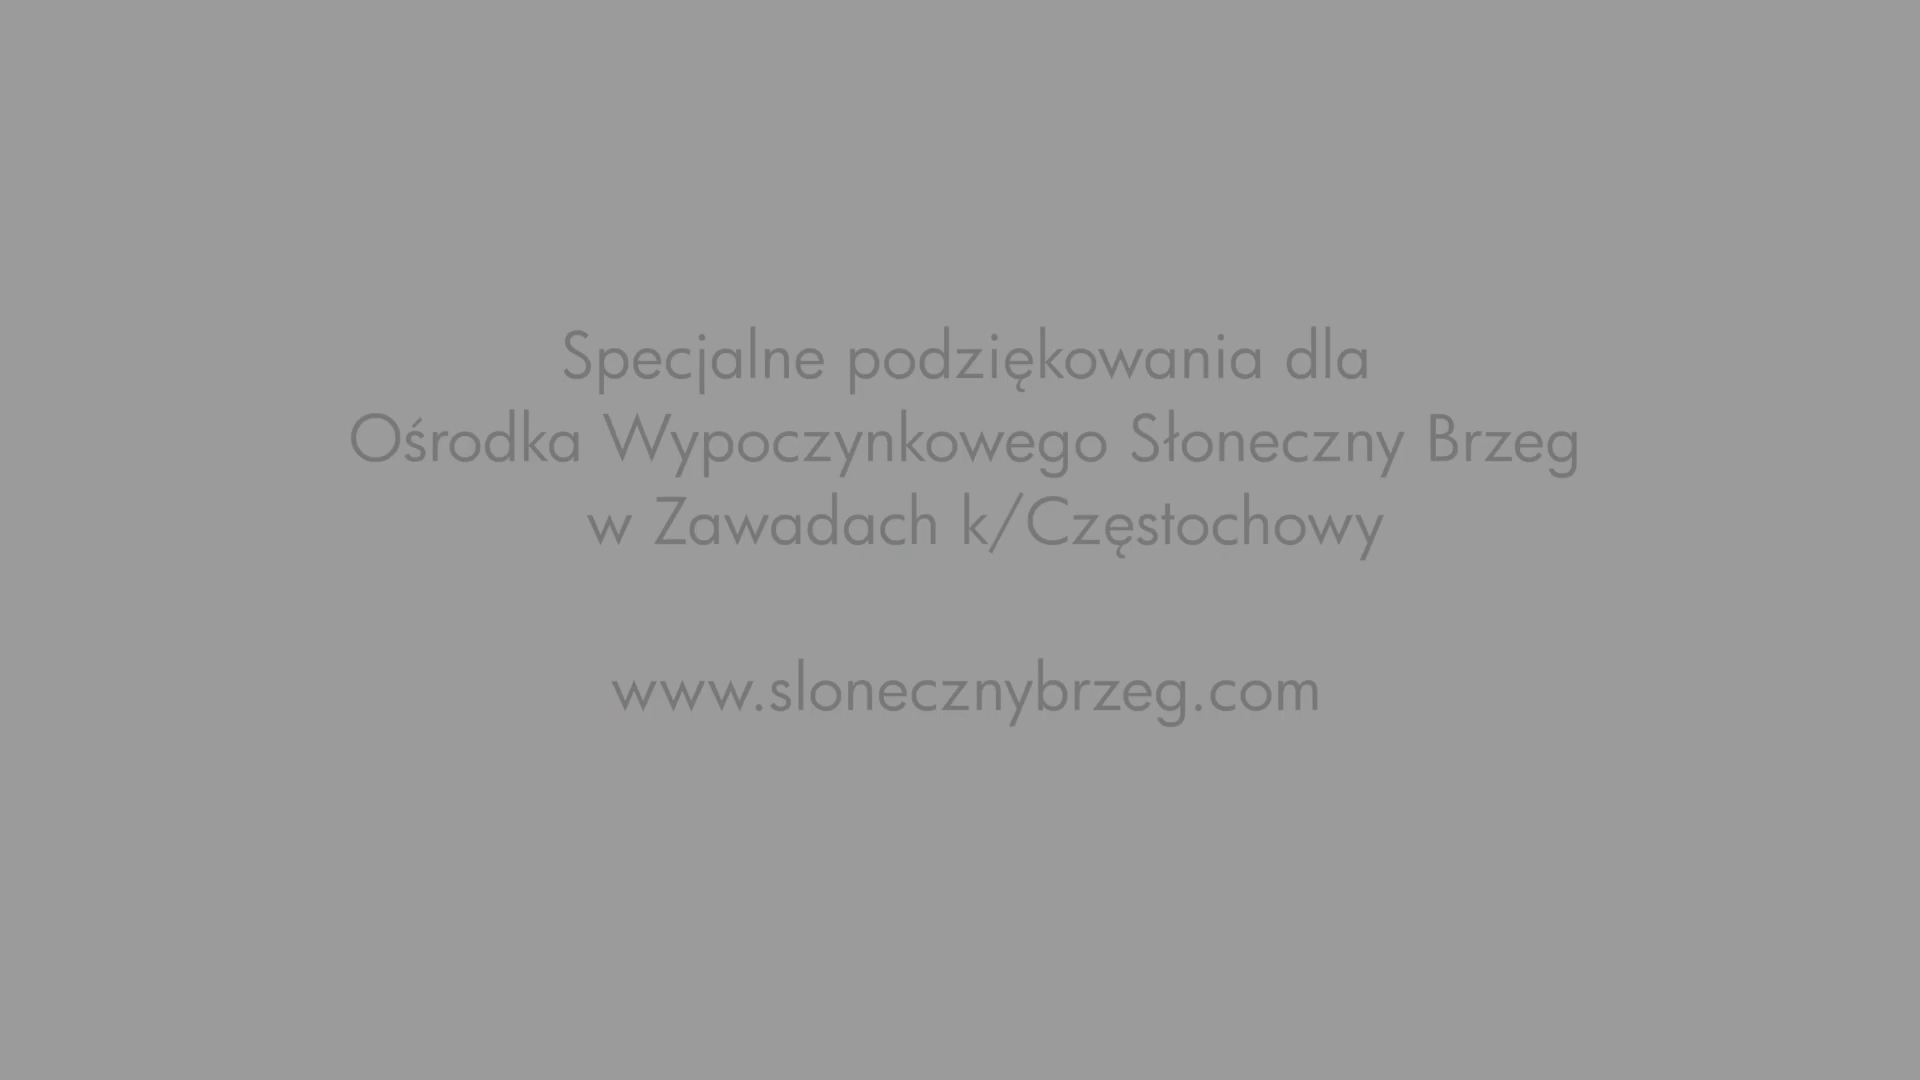 Specjalne podziękowania dla
Ośrodka Wypoczynkowego Słoneczny Brzeg
w Zawadach k/Częstochowy
www.slonecznybrzeg.com